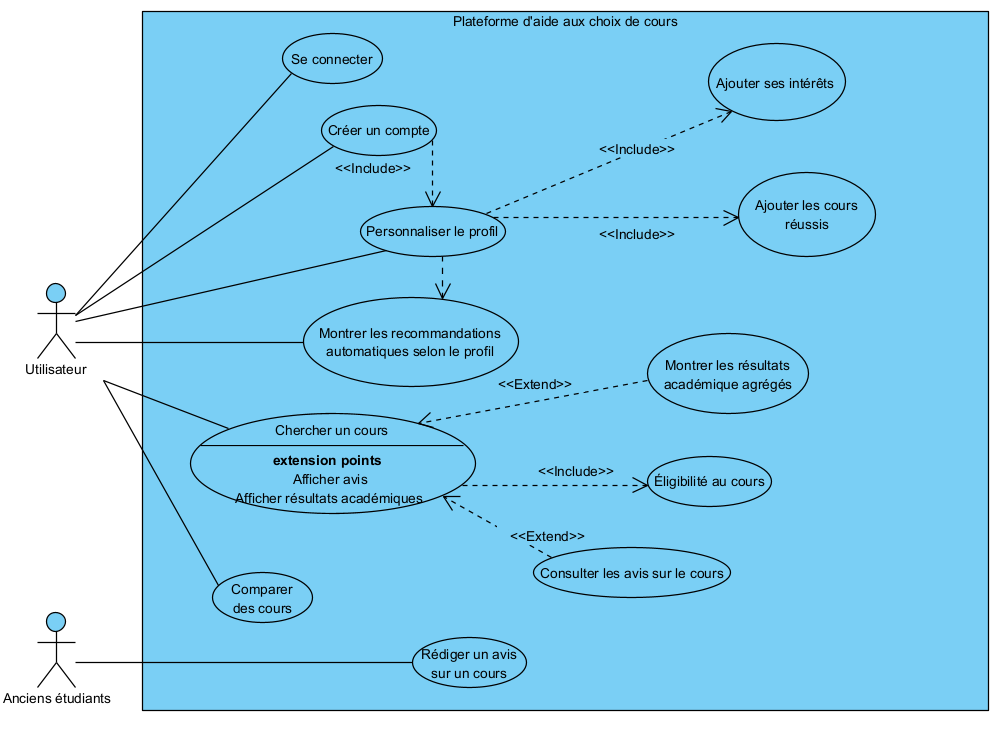 Plateforme d'aide aux choix de cours
Se connecter
Ajouter ses intérêts
Créer un compte
<<Include>>
<<Include>>
Ajouter les cours
réussis
Personnaliser le profil
<<Include>>
Montrer les recommandations
automatiques selon le profil
Utilisateur
Montrer les résultats
académique agrégés
<<Extend>>
Chercher un cours
extension points
Afficher avis
Afficher résultats académiques
<<Include>>
Éligibilité au cours
<<Extend>>
Consulter les avis sur le cours
Comparer
des cours
Rédiger un avis
sur un cours
Anciens étudiants